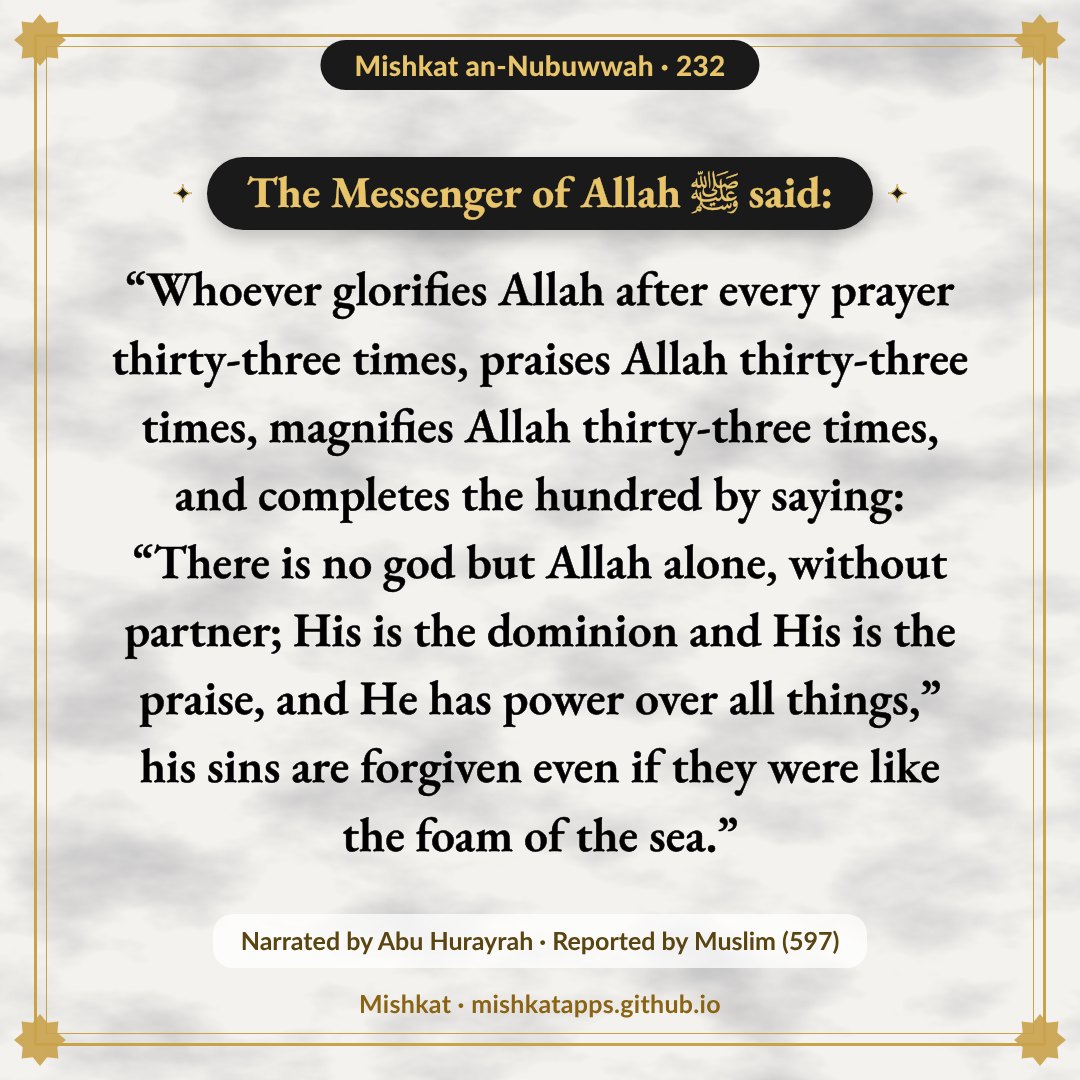 Mishkat an-Nubuwwah · 232
The Messenger of Allah ﷺ said:
“Whoever glorifies Allah after every prayer
thirty-three times, praises Allah thirty-three
times, magnifies Allah thirty-three times,
and completes the hundred by saying:
“There is no god but Allah alone, without
partner; His is the dominion and His is the
praise, and He has power over all things,”
his sins are forgiven even if they were like
the foam of the sea.”
Narrated by Abu Hurayrah · Reported by Muslim (597)
Mishkat · mishkatapps.github.io